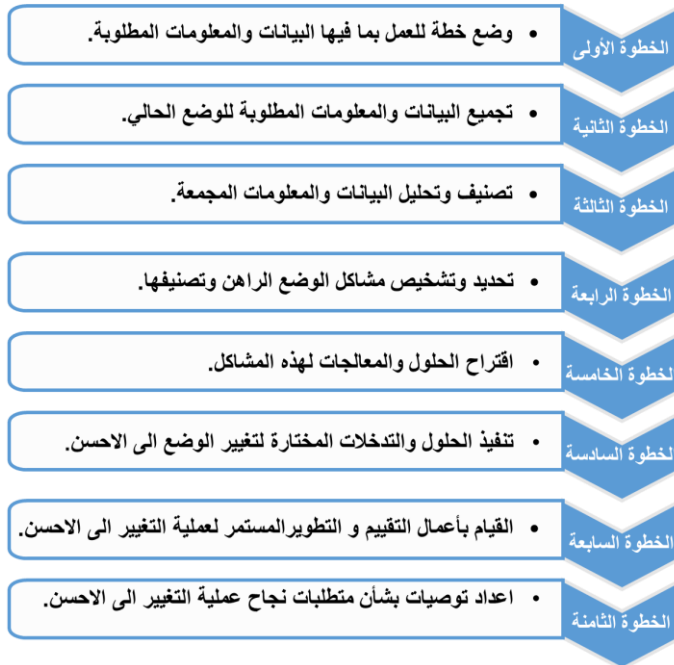 الخطوة الأولى
• وضع خطة للعمل بما فيها البيانات والمعلومات المطلوبة.
الخطوة الثانية
• تجميع البيانات والمعلومات المطلوبة للوضع الحالي.
الخطوة الثالثة
• تصنيف وتحليل البيانات والمعلومات المجمعة.
الخطوة الرابعة
• تحديد وتشخيص مشاكل الوضع الراهن وتصنيفها.
لخطوة الخامسة
• اقتراح الحلول والمعالجات لهذه المشاكل.
لخطوة السادسة
• تنفيذ الحلول والتدخلات المختارة لتغيير الوضع الى الاحسن.
الخطوة السابعة
• القيام بأعمال التقييم و التطويرالمستمر لعملية التغيير الى الاحسن.
الخطوة الثامنة
• اعداد توصيات بشأن متطلبات نجاح عملية التغيير الى الاحسن.